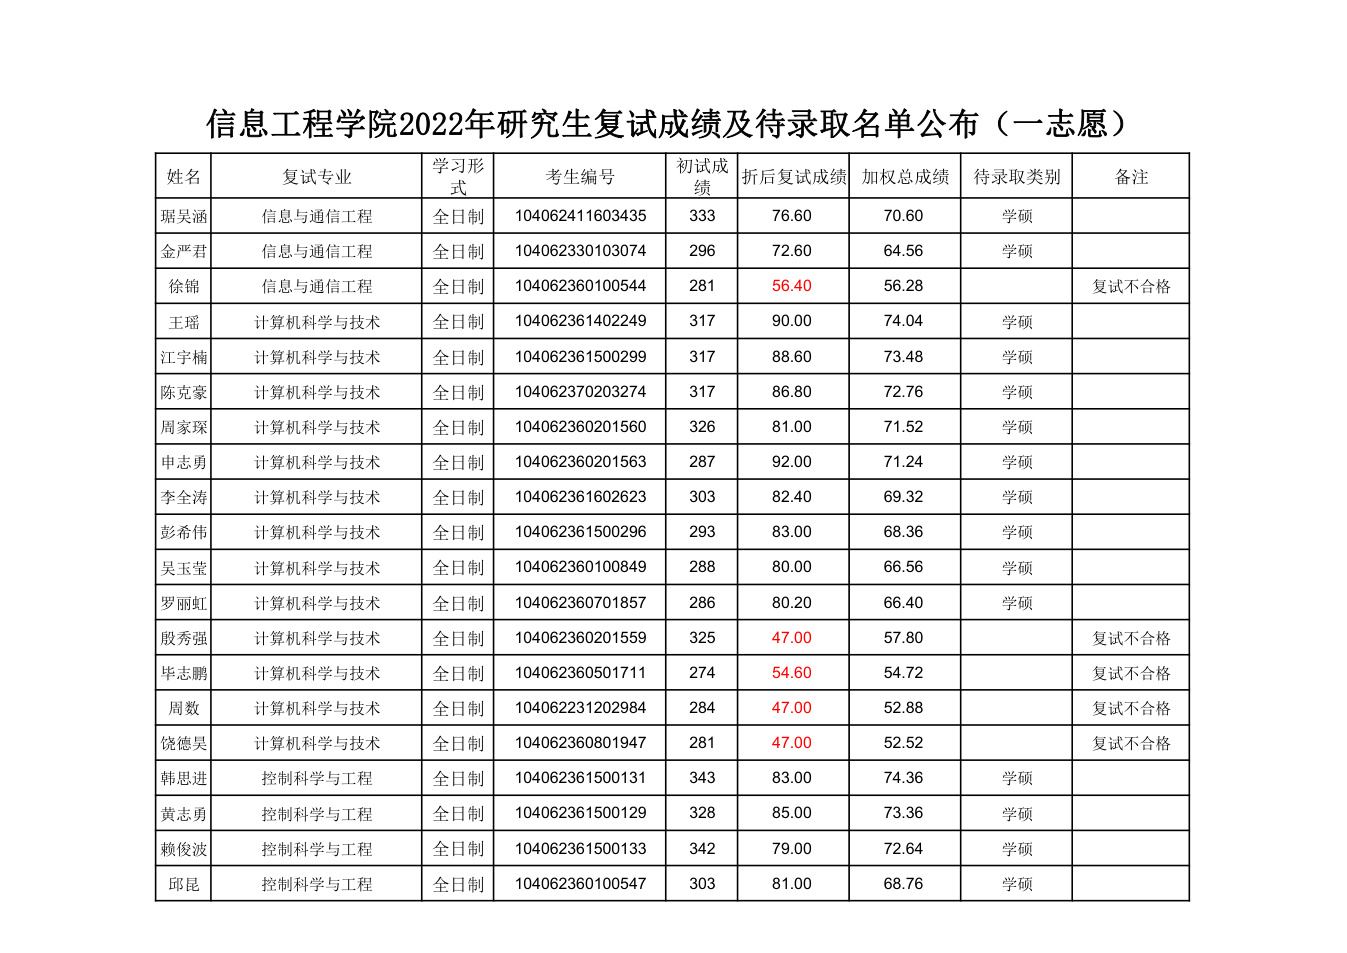 信息工程学院2022年研究生复试成绩及待录取名单公布（一志愿）
姓名 复试专业 学习形式 考生编号 初试成绩 折后复试成绩 加权总成绩 待录取类别 备注
琚吴涵 信息与通信工程 全日制 104062411603435 333 76.60 70.60 学硕
金严君 信息与通信工程 全日制 104062330103074 296 72.60 64.56 学硕
徐锦 信息与通信工程 全日制 104062360100544 281 56.40 56.28 复试不合格
王瑶 计算机科学与技术 全日制 104062361402249 317 90.00 74.04 学硕
江宇楠 计算机科学与技术 全日制 104062361500299 317 88.60 73.48 学硕
陈克豪 计算机科学与技术 全日制 104062370203274 317 86.80 72.76 学硕
周家琛 计算机科学与技术 全日制 104062360201560 326 81.00 71.52 学硕
申志勇 计算机科学与技术 全日制 104062360201563 287 92.00 71.24 学硕
李全涛 计算机科学与技术 全日制 104062361602623 303 82.40 69.32 学硕
彭希伟 计算机科学与技术 全日制 104062361500296 293 83.00 68.36 学硕
吴玉莹 计算机科学与技术 全日制 104062360100849 288 80.00 66.56 学硕
罗丽虹 计算机科学与技术 全日制 104062360701857 286 80.20 66.40 学硕
殷秀强 计算机科学与技术 全日制 104062360201559 325 47.00 57.80 复试不合格
毕志鹏 计算机科学与技术 全日制 104062360501711 274 54.60 54.72 复试不合格
周数 计算机科学与技术 全日制 104062231202984 284 47.00 52.88 复试不合格
饶德昊 计算机科学与技术 全日制 104062360801947 281 47.00 52.52 复试不合格
韩思进 控制科学与工程 全日制 104062361500131 343 83.00 74.36 学硕
黄志勇 控制科学与工程 全日制 104062361500129 328 85.00 73.36 学硕
赖俊波 控制科学与工程 全日制 104062361500133 342 79.00 72.64 学硕
邱昆 控制科学与工程 全日制 104062360100547 303 81.00 68.76 学硕